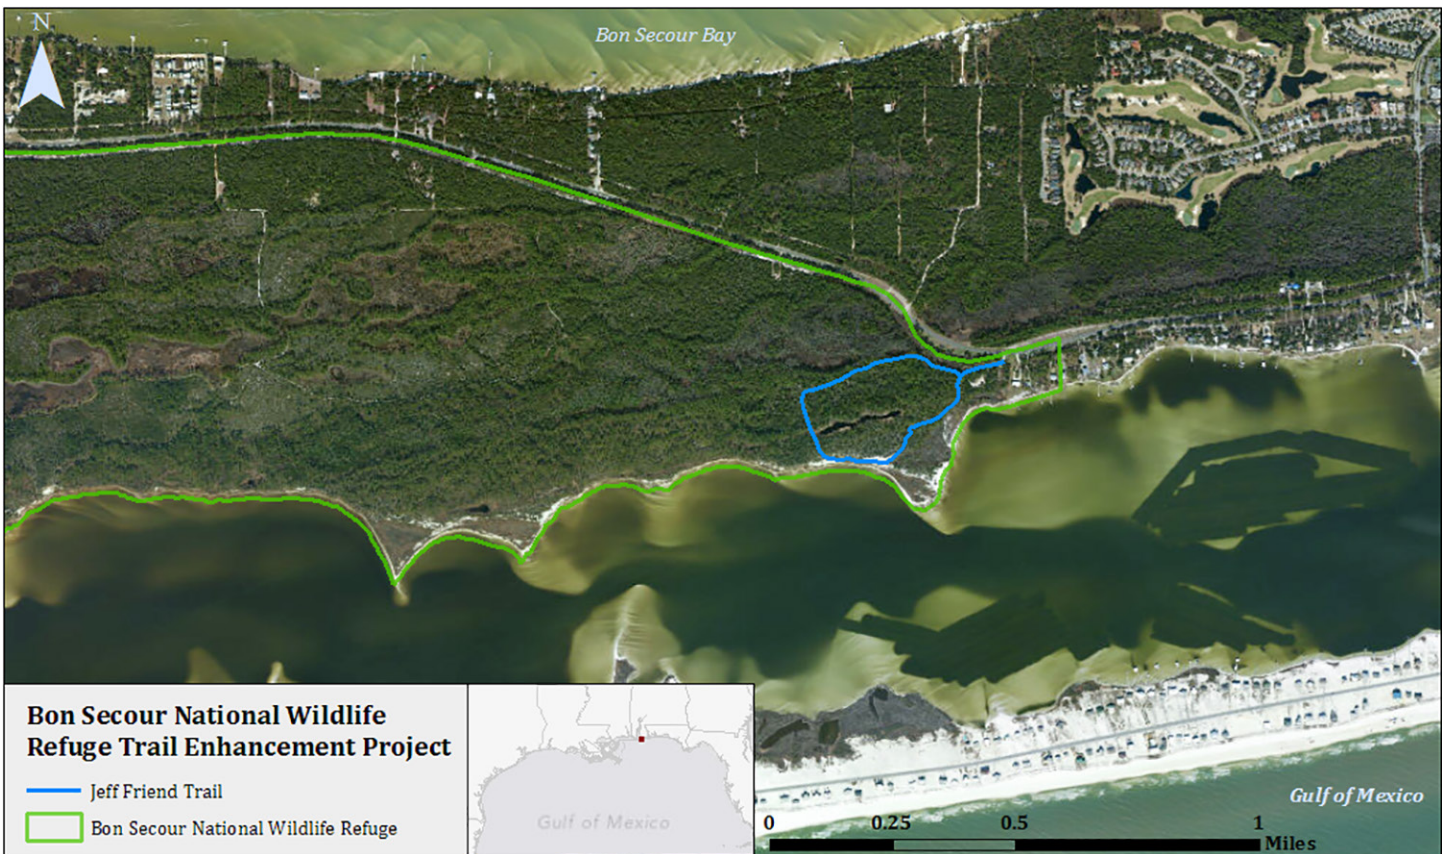 N
Bon Secour Bay
Bon Secour National Wildlife
Refuge Trail Enhancement Project
Jeff Friend Trail
Bon Secour National Wildlife Refuge
Gulf of Mexico
Gulf of Mexico
0 0.25 0.5 1
Miles